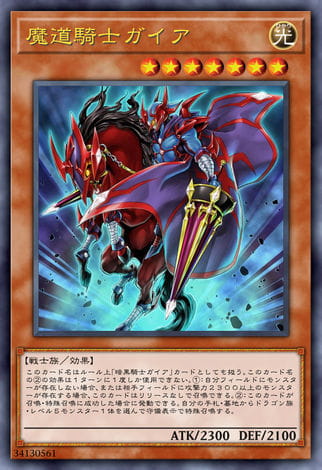 魔道騎士ガイア
光
【戦士族/効果】
このカード名はルール上「暗黒騎士ガイア」カードとしても扱う。このカード名
の②の効果は1ターンに1度しか使用できない。①:自分フィールドにモンスタ
ーが存在しない場合、または相手フィールドに攻撃力2300以上のモンスター
が存在する場合、このカードはリリースなしで召喚できる。②:このカードが
召喚・特殊召喚に成功した場合に発動できる。自分の手札・墓地からドラゴン族
・レベル5モンスター1体を選んで守備表示で特殊召喚する。
ATK/2300 DEF/2100
34130561